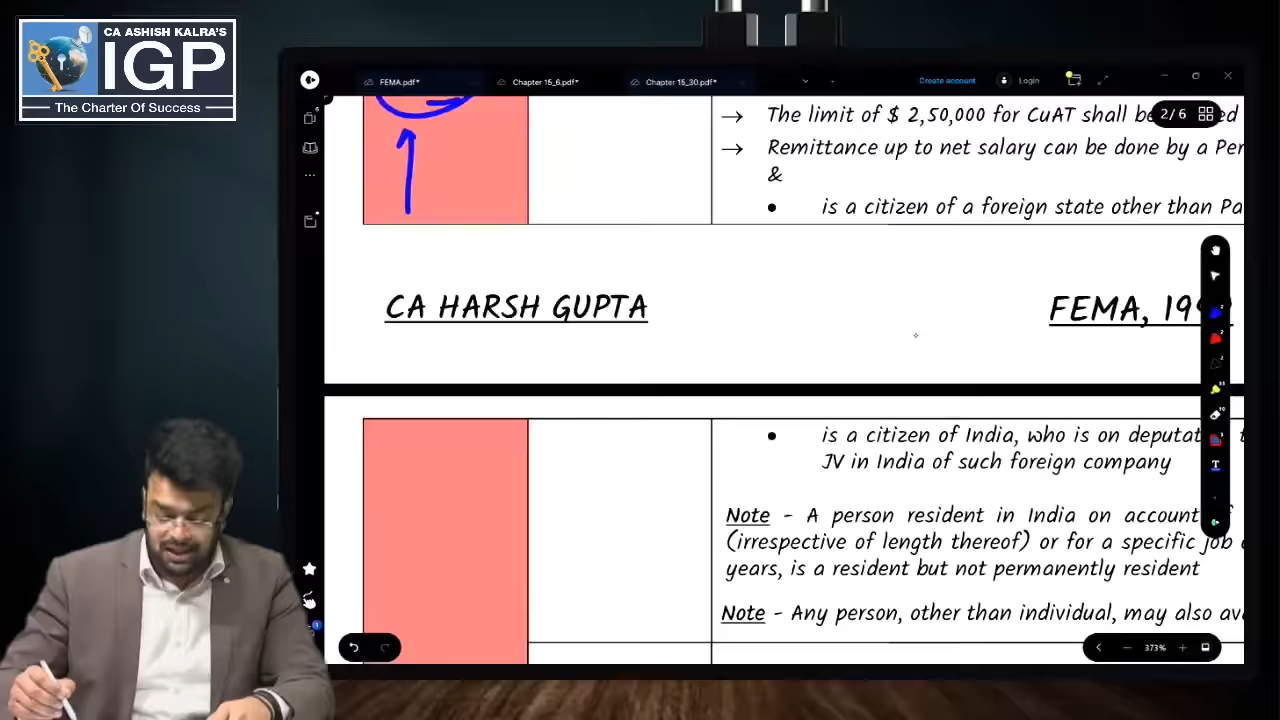 CA ASHISH KALRA'S
IGP
The Charter Of Success
FEMA.pdf*
Chapter 15_6.pdf*
Chapter 15_30.pdf*
Create account
Login
2/6
→ The limit of $ 2,50,000 for CuAT shall be
→ Remittance up to net salary can be done by a Per
&
• is a citizen of a foreign state other than Pa
CA HARSH GUPTA
FEMA, 199
• is a citizen of India, who is on deputat
JV in India of such foreign company
Note - A person resident in India on account of
(irrespective of length thereof) or for a specific job
years, is a resident but not permanently resident
Note - Any person, other than individual, may also av
373%